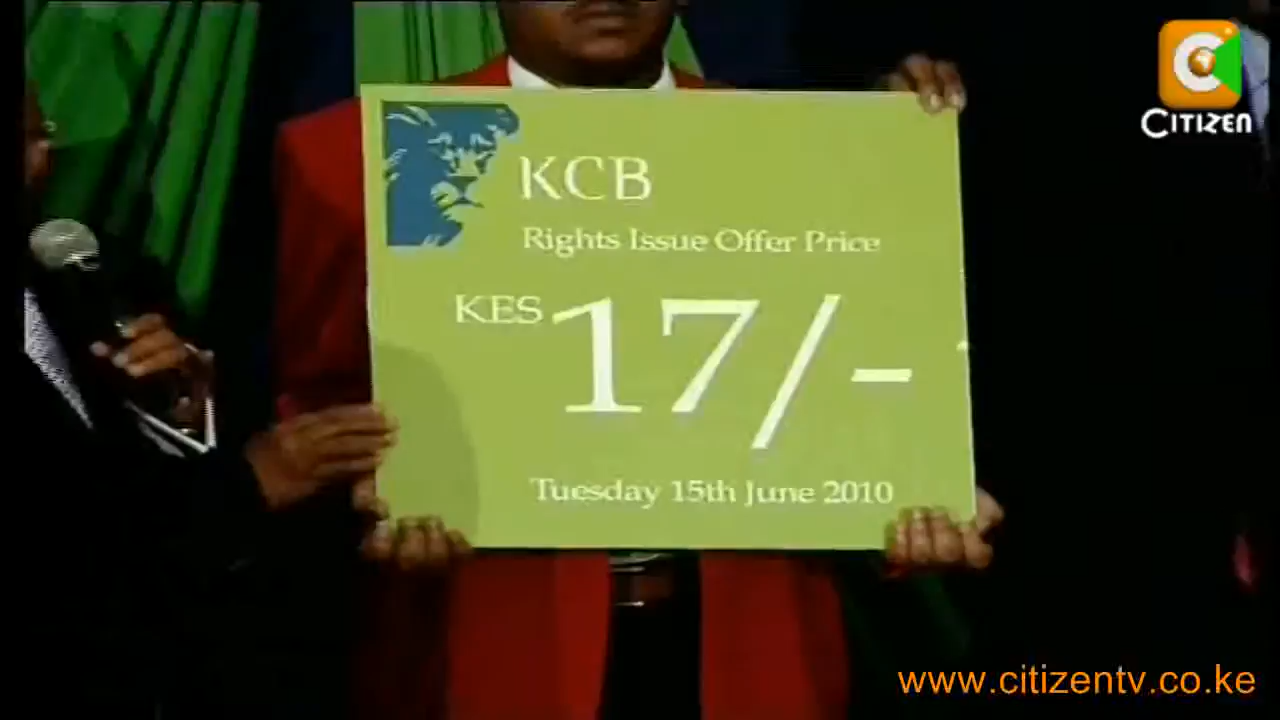 CITIZEN
KCB
Rights Issue Offer Price
KES 17/-
Tuesday 15th June 2010
www.citizentv.co.ke